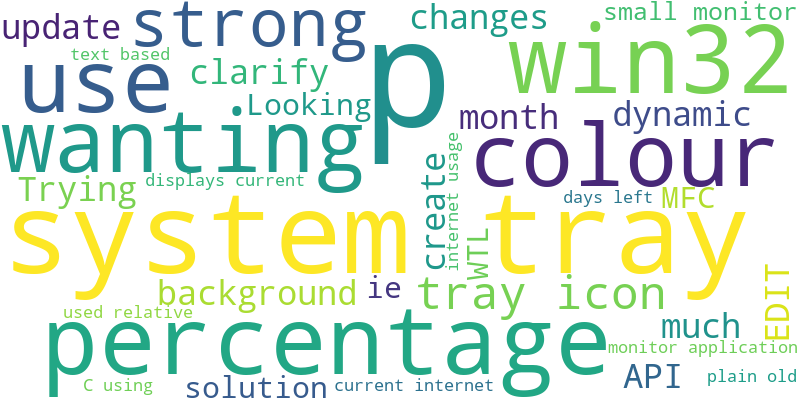 update
strong
changes
small monitor
text based
use
clarify
Looking
p
win32
wanting
month
dynamic
colour
Trying
displays current
create
internet usage
days left
MFC
system tray
WTL
background
ie
tray icon
EDIT
used relative
percentage
much
monitor application
C using
solution
current internet
API
plain old